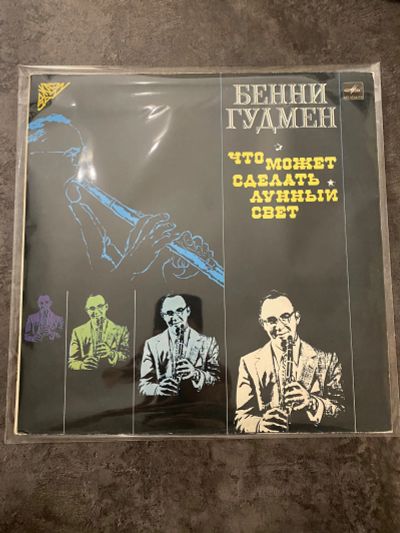 БЕННИ
ГУДМЕН
ЧТО
МОЖЕТ
СДЕЛАТЬ
ЛУННЫЙ
СВЕТ